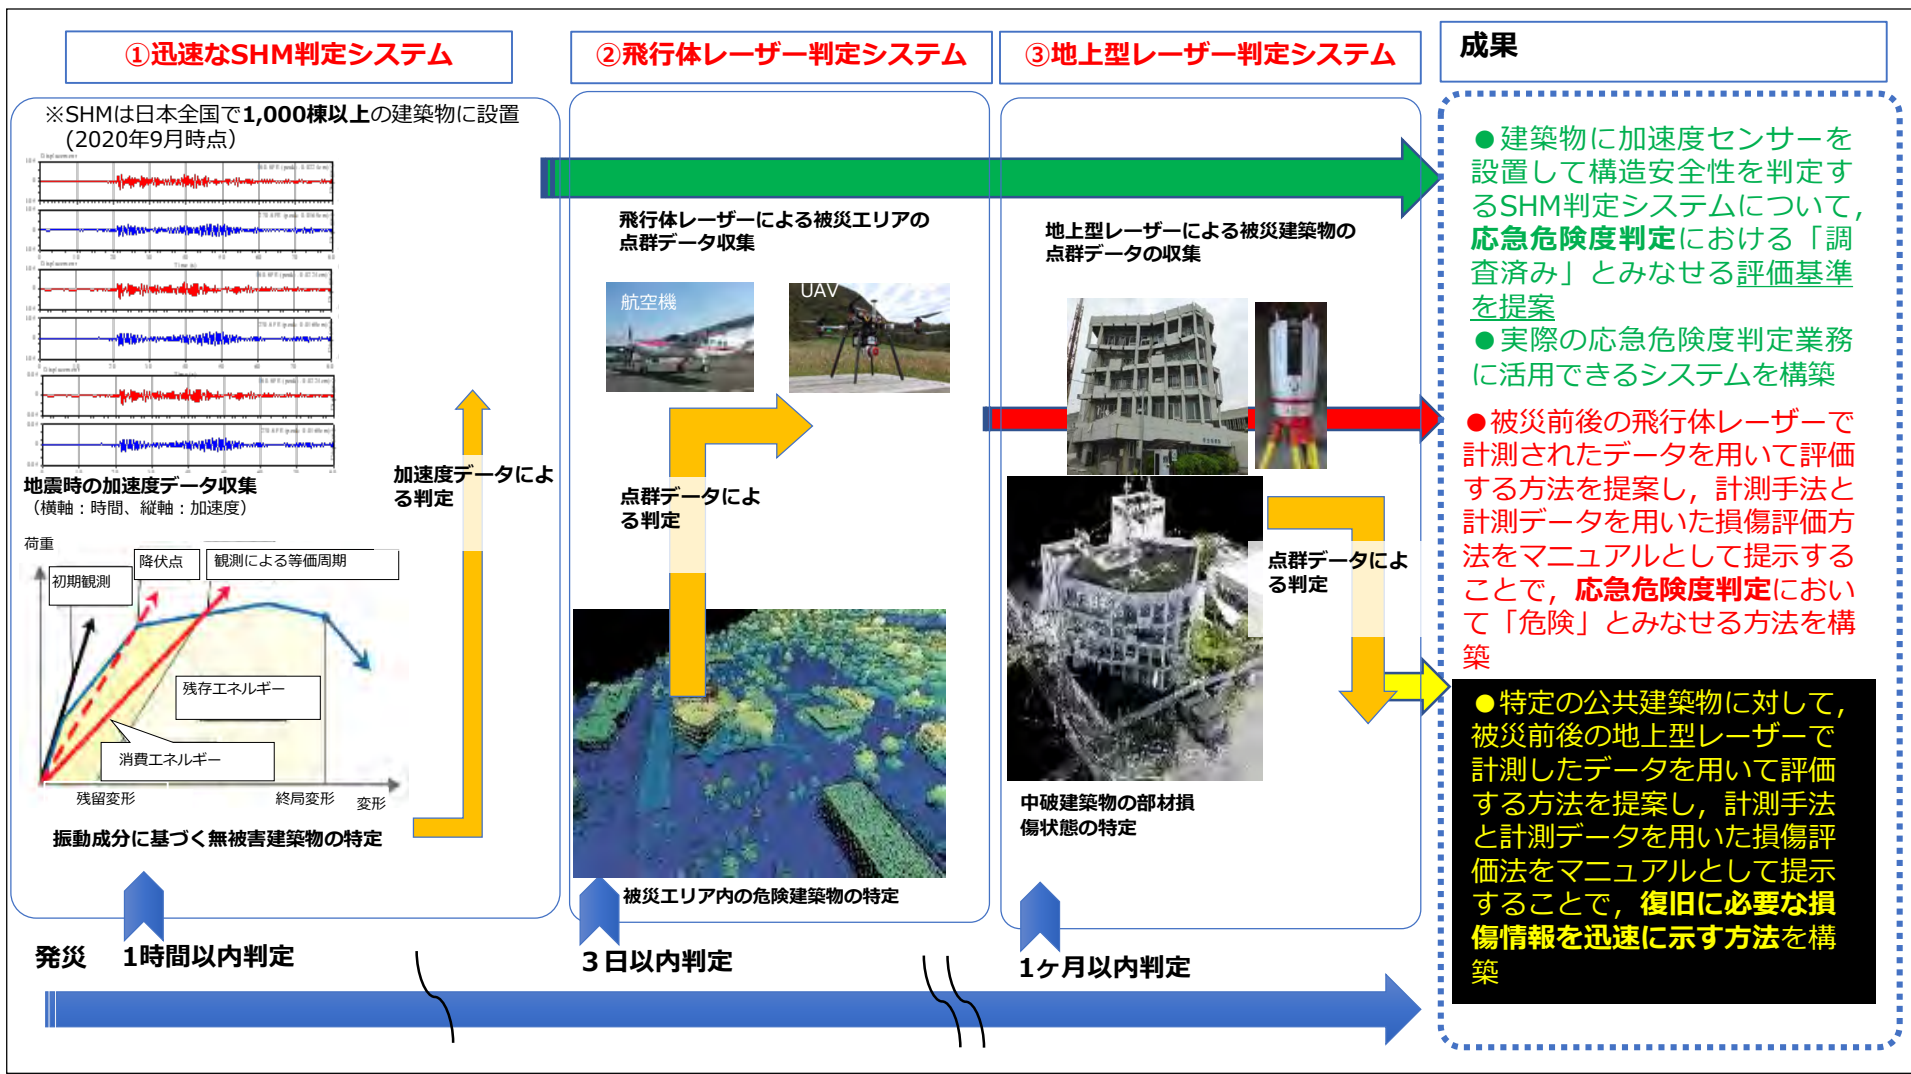 ①迅速なSHM判定システム
※SHMは日本全国で1,000棟以上の建築物に設置
(2020年9月時点)
Displacement
Time (s)
Displacement
Displacement
地震時の加速度データ収集
（横軸：時間、縦軸：加速度）
加速度データによ
る判定
荷重
初期観測
降伏点
観測による等価周期
残存エネルギー
消費エネルギー
残留変形
終局変形
変形
振動成分に基づく無被害建築物の特定
②飛行体レーザー判定システム
飛行体レーザーによる被災エリアの
点群データ収集
航空機
UAV
点群データによ
る判定
被災エリア内の危険建築物の特定
③地上型レーザー判定システム
地上型レーザーによる被災建築物の
点群データの収集
点群データによ
る判定
中破建築物の部材損
傷状態の特定
成果
●建築物に加速度センサーを
設置して構造安全性を判定す
るSHM判定システムについて，
応急危険度判定における「調
査済み」とみなせる評価基準
を提案
●実際の応急危険度判定業務
に活用できるシステムを構築
●被災前後の飛行体レーザーで
計測されたデータを用いて評価
する方法を提案し，計測手法と
計測データを用いた損傷評価方
法をマニュアルとして提示する
ことで，応急危険度判定におい
て「危険」とみなせる方法を構
築
●特定の公共建築物に対して，
被災前後の地上型レーザーで
計測したデータを用いて評価
する方法を提案し，計測手法
と計測データを用いた損傷評
価法をマニュアルとして提示
することで，復旧に必要な損
傷情報を迅速に示す方法を構
築
発災
1時間以内判定
３日以内判定
1ヶ月以内判定